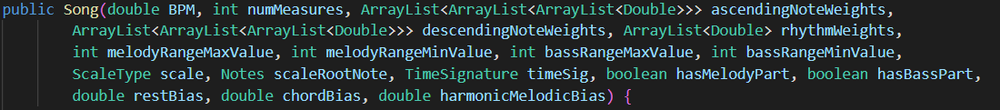 public Song(double BPM, int numMeasures, ArrayList<ArrayList<ArrayList<Double>>> ascendingNoteWeights,
ArrayList<ArrayList<ArrayList<Double>>> descendingNoteWeights, ArrayList<Double> rhythmWeights,
int melodyRangeMaxValue, int melodyRangeMinValue, int bassRangeMaxValue, int bassRangeMinValue,
ScaleType scale, Notes scaleRootNote, TimeSignature timeSig, boolean hasMelodyPart, boolean hasBassPart,
double restBias, double chordBias, double harmonicMelodicBias) {